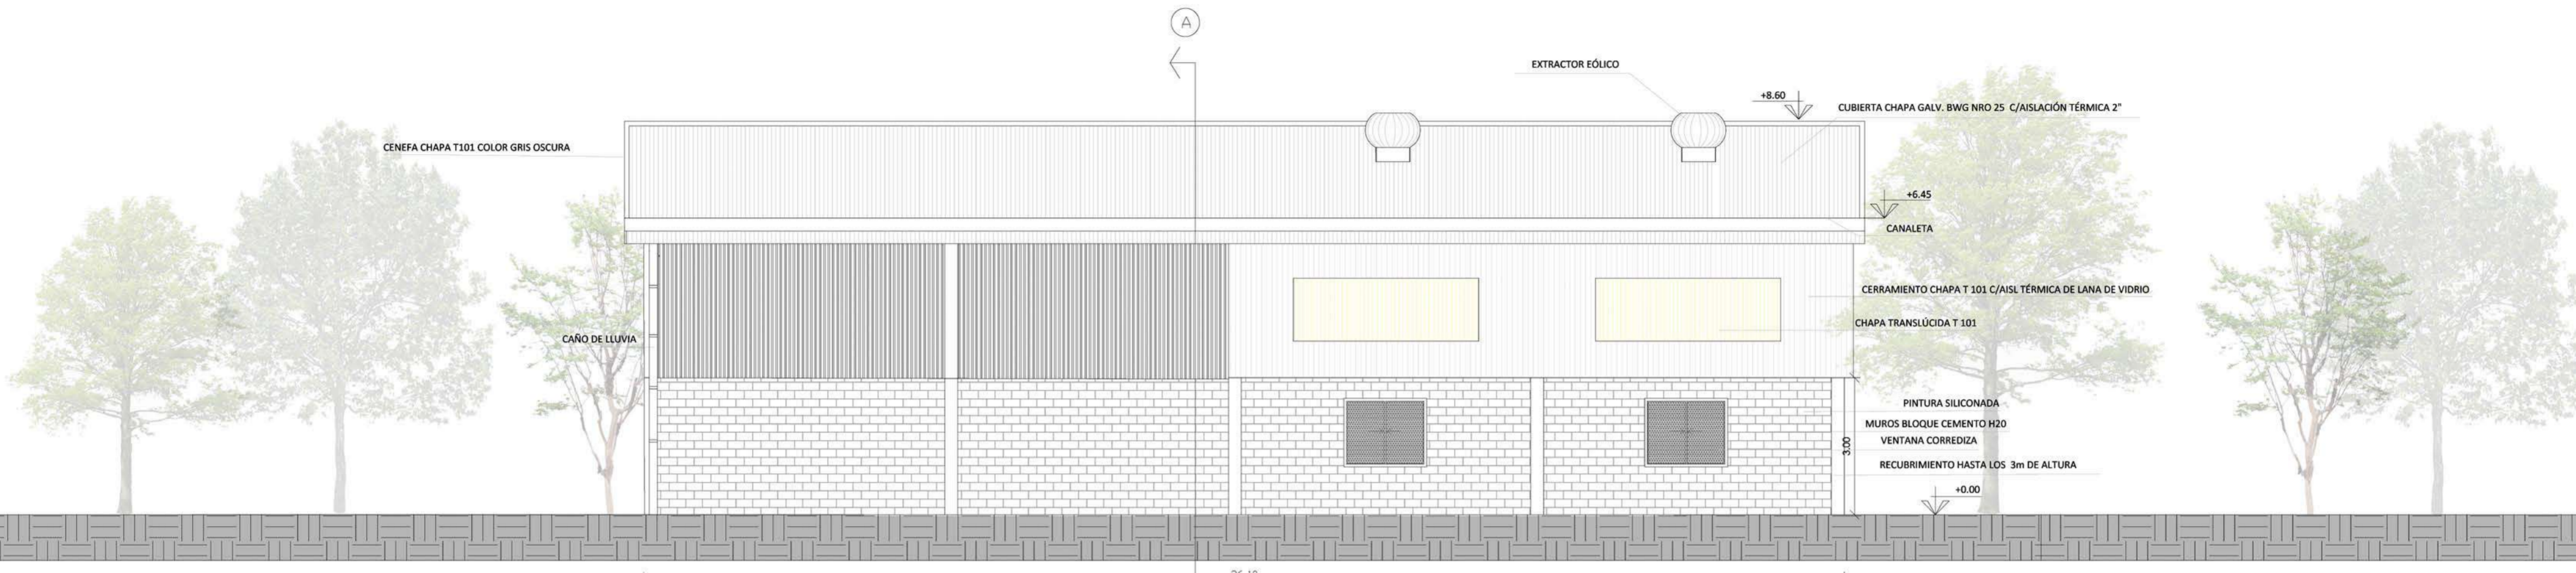 A
EXTRACTOR EÓLICO
+8.60
CUBIERTA CHAPA GALV. BWG NRO 25 C/AISLACIÓN TÉRMICA 2"
CENEFA CHAPA T101 COLOR GRIS OSCURA
+6.45
CANALETA
CERRAMIENTO CHAPA T 101 C/AISL TÉRMICA DE LANA DE VIDRIO
CHAPA TRANSLÚCIDA T 101
CAÑO DE LLUVIA
PINTURA SILICONADA
MUROS BLOQUE CEMENTO H20
VENTANA CORREDIZA
3.00
RECUBRIMIENTO HASTA LOS 3m DE ALTURA
+0.00